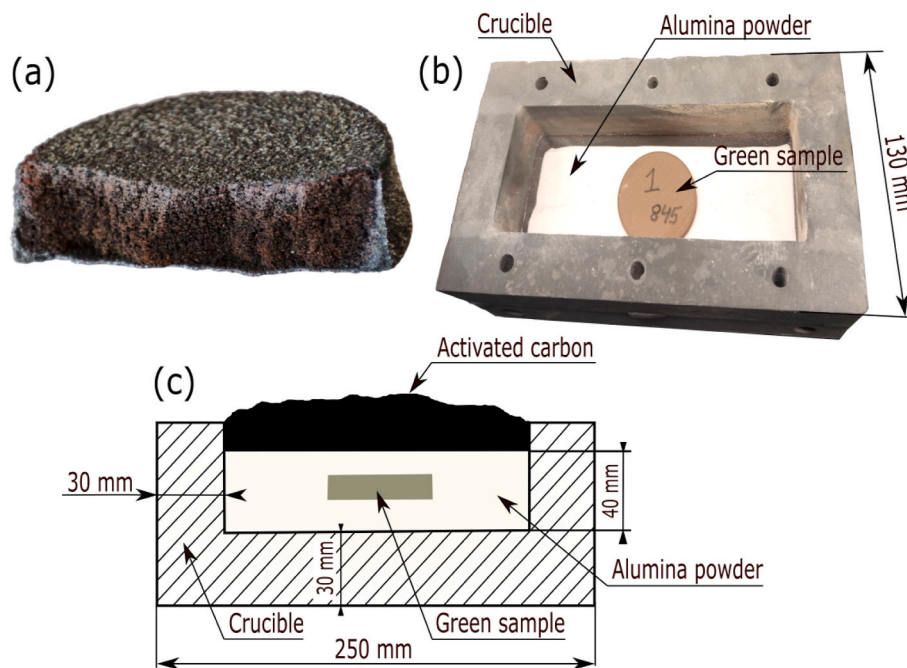 Crucible
Alumina powder
(a)
(b)
Green sample
1
845
130 mm
Activated carbon
(c)
30 mm
40 mm
30 mm
Alumina powder
Crucible
Green sample
250 mm